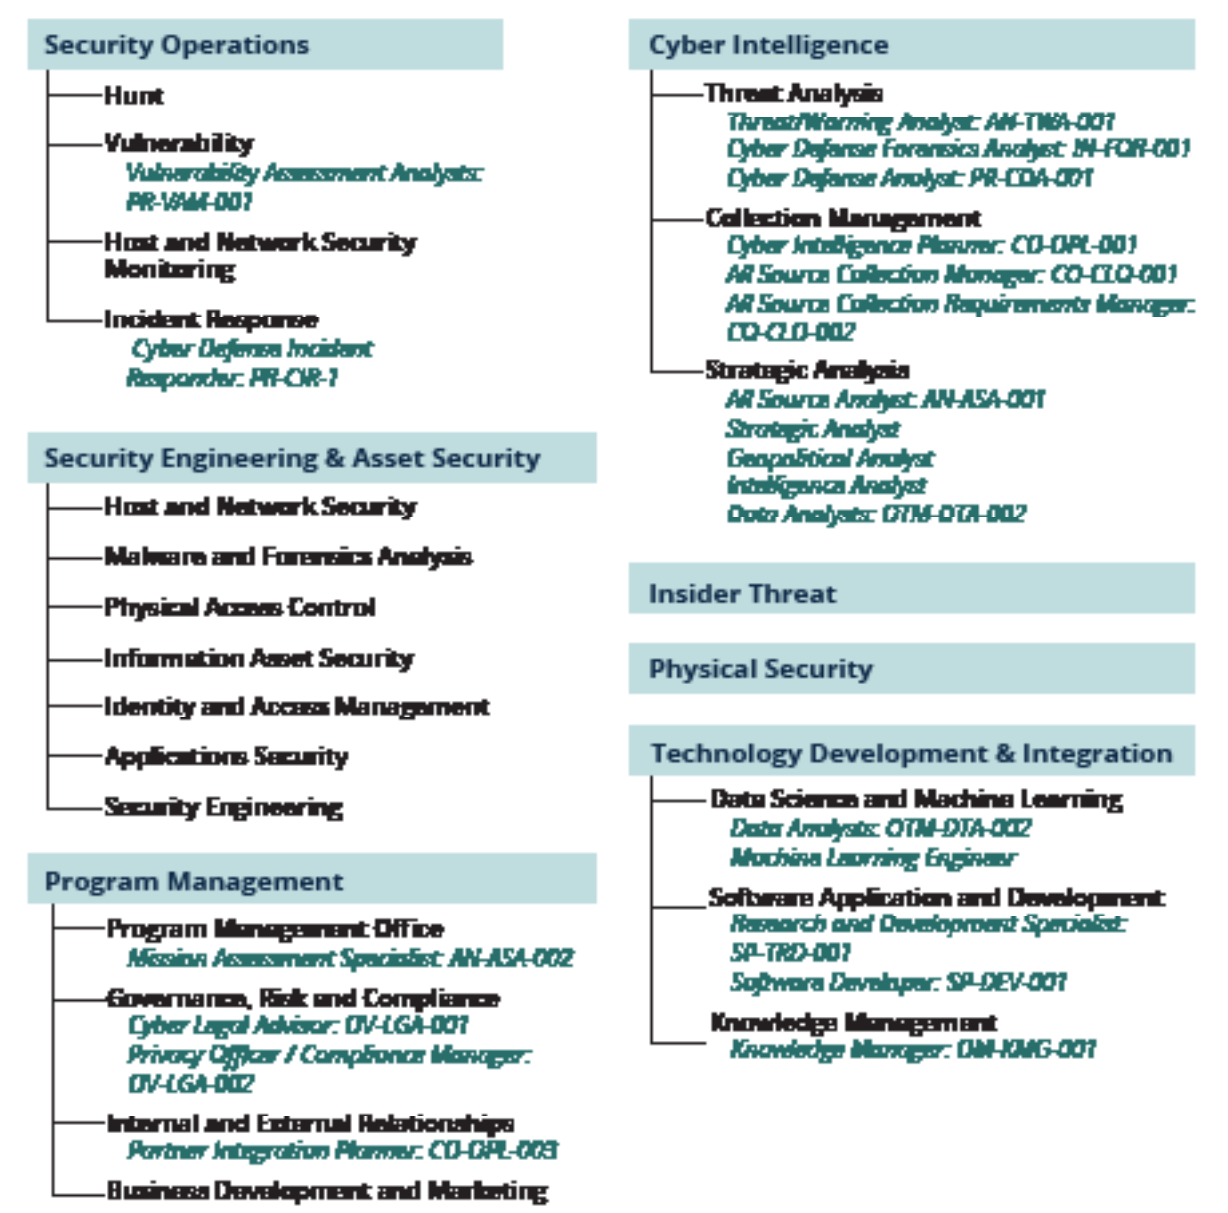 Security Operations
Hunt
Vulnerability
Vulnerability Assessment Analysts:
PR-VAM-001
Host and Network Security
Monitoring
Incident Response
Cyber Defense Incident
Responder: PR-CIR-1
Security Engineering & Asset Security
Host and Network Security
Malware and Forensics Analysis
Physical Access Control
Information Asset Security
Identity and Access Management
Applications Security
Security Engineering
Program Management
Program Management Office
Mission Assessment Specialist: AN-ASA-002
Governance, Risk and Compliance
Cyber Legal Advisor: OV-LGA-001
Privacy Officer / Compliance Manager:
OV-LGA-002
Internal and External Relationships
Partner Integration Planner: CO-OPL-003
Business Development and Marketing
Cyber Intelligence
Threat Analysis
Threat/Warning Analyst: AN-TWA-001
Cyber Defense Forensics Analyst: IN-FOR-001
Cyber Defense Analyst: PR-CDA-001
Collection Management
Cyber Intelligence Planner: CO-OPL-001
All Source Collection Manager: CO-CLO-001
All Source Collection Requirements Manager:
CO-CLO-002
Strategic Analysis
All Source Analyst: AN-ASA-001
Strategic Analyst
Geopolitical Analyst
Intelligence Analyst
Data Analysts: OTM-DTA-002
Insider Threat
Physical Security
Technology Development & Integration
Data Science and Machine Learning
Data Analysts: OTM-DTA-002
Machine Learning Engineer
Software Application and Development
Research and Development Specialist:
SP-TRD-001
Software Developer: SP-DEV-001
Knowledge Management
Knowledge Manager: OM-KMG-001